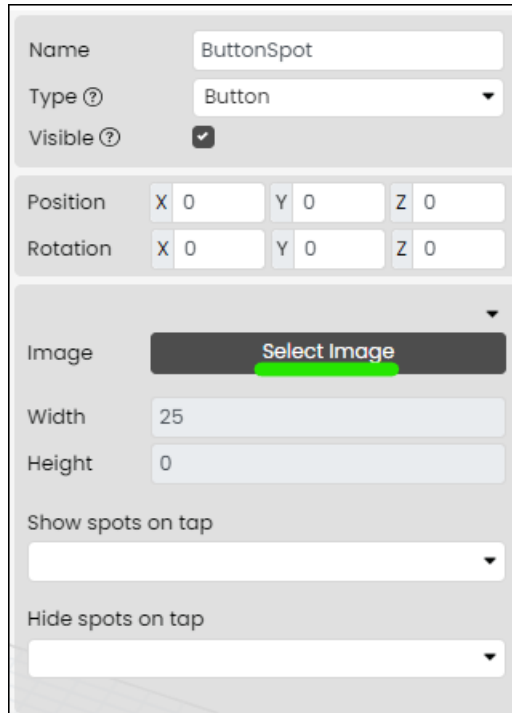 Name ButtonSpot
Type ? Button
Visible ?
Position X 0 Y 0 Z 0
Rotation X 0 Y 0 Z 0
Image Select Image
Width 25
Height 0
Show spots on tap
Hide spots on tap